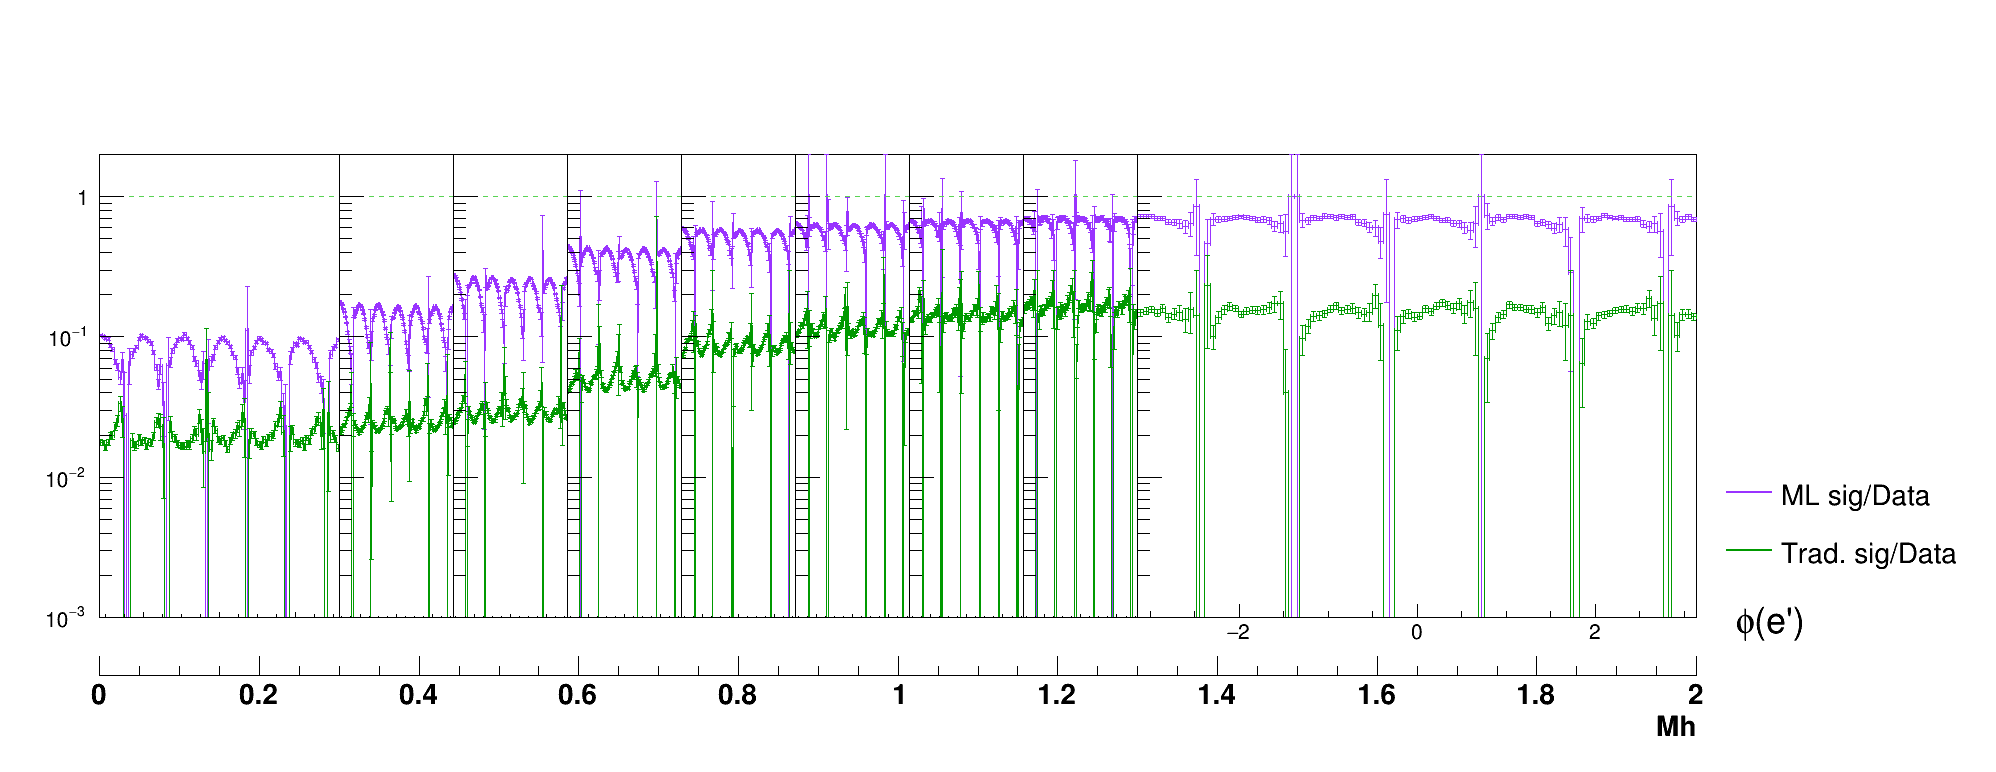 1
10⁻¹
10⁻²
10⁻³
ML sig/Data
Trad. sig/Data
−2 0 2 ϕ(e')
0 0.2 0.4 0.6 0.8 1 1.2 1.4 1.6 1.8 2
Mh